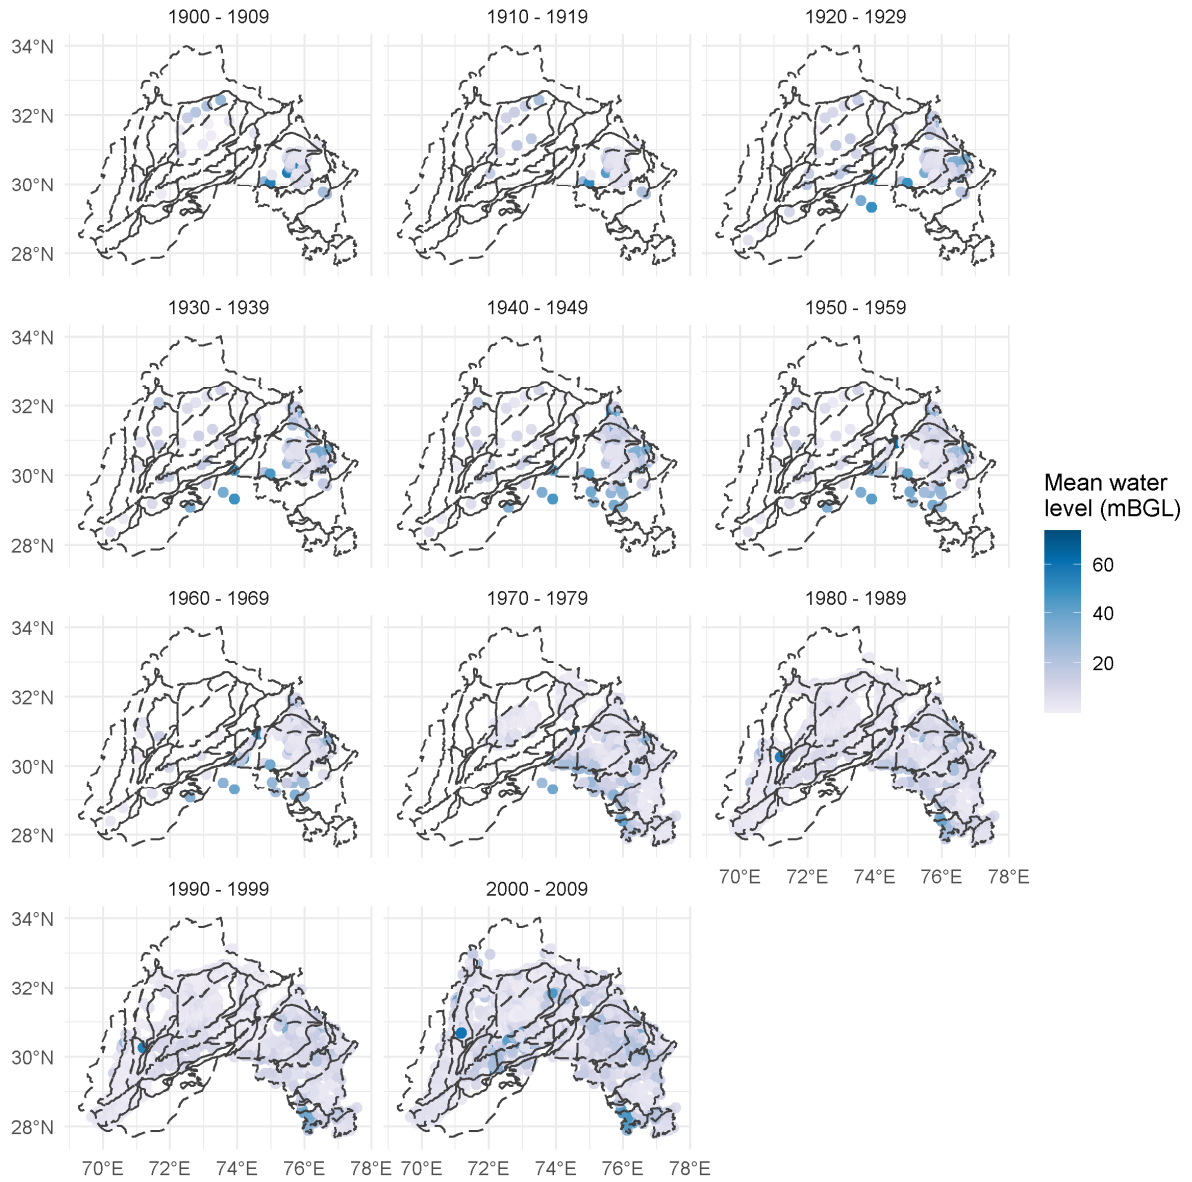 1900 - 1909
1910 - 1919
1920 - 1929
34°N
32°N
30°N
28°N
1930 - 1939
1940 - 1949
1950 - 1959
34°N
32°N
30°N
28°N
Mean water
level (mBGL)
60
40
20
1960 - 1969
1970 - 1979
1980 - 1989
34°N
32°N
30°N
28°N
70°E 72°E 74°E 76°E 78°E
1990 - 1999
2000 - 2009
34°N
32°N
30°N
28°N
70°E 72°E 74°E 76°E 78°E
70°E 72°E 74°E 76°E 78°E